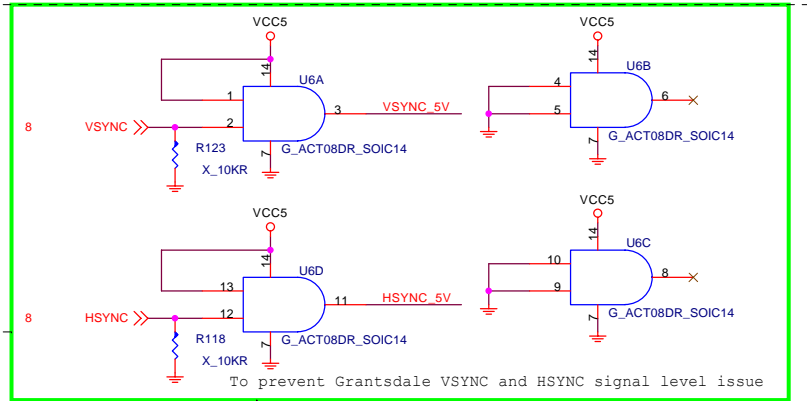 VCC5
14
U6A
1
3
VSYNC_5V
8
VSYNC
2
R123
7
G_ACT08DR_SOIC14
X_10KR
VCC5
14
U6B
4
6
5
7
G_ACT08DR_SOIC14
VCC5
14
U6D
13
11
HSYNC_5V
8
HSYNC
12
R118
7
G_ACT08DR_SOIC14
X_10KR
VCC5
14
U6C
10
8
9
7
G_ACT08DR_SOIC14
To prevent Grantsdale VSYNC and HSYNC signal level issue